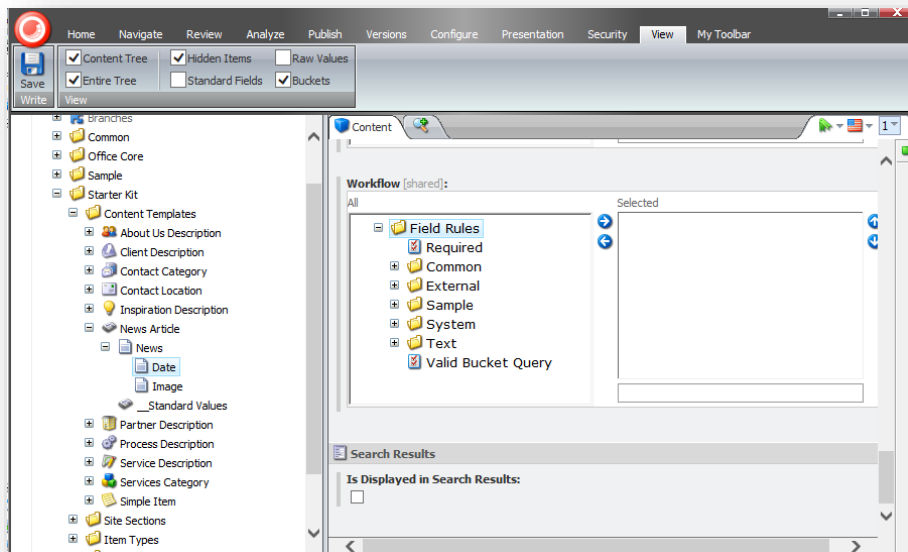 Home Navigate Review Analyze Publish Versions Configure Presentation Security View My Toolbar
Save
Write
Content Tree Hidden Items Raw Values
Entire Tree Standard Fields Buckets
View
Branches
Common
Office Core
Sample
Starter Kit
Content Templates
About Us Description
Client Description
Contact Category
Contact Location
Inspiration Description
News Article
News
Date
Image
__Standard Values
Partner Description
Process Description
Service Description
Services Category
Simple Item
Site Sections
Item Types
Content
1
Workflow [shared]:
All Selected
Field Rules
Required
Common
External
Sample
System
Text
Valid Bucket Query
Search Results
Is Displayed in Search Results: